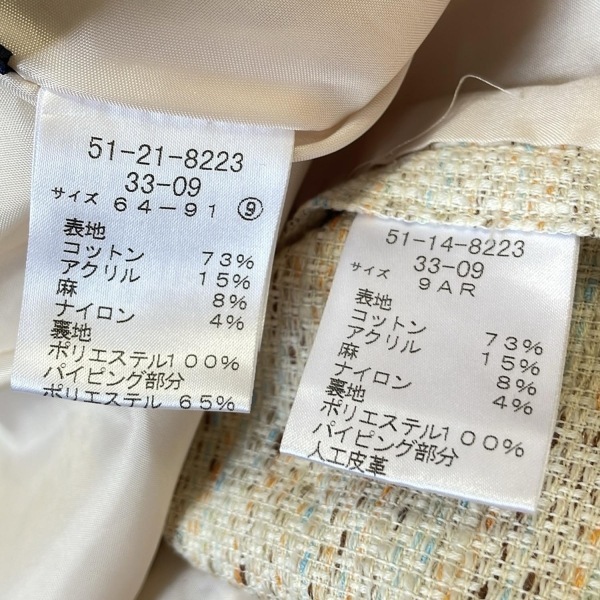 51-21-8223
33-09
サイズ 64-91 ⑨
表地
コットン 73%
アクリル 15%
麻 8%
ナイロン 4%
裏地
ポリエステル100%
パイピング部分
ポリエステル 65%
51-14-8223
33-09
サイズ 9AR
表地
コットン 73%
アクリル 15%
麻 8%
ナイロン 4%
裏地
ポリエステル100%
パイピング部分
人工皮革